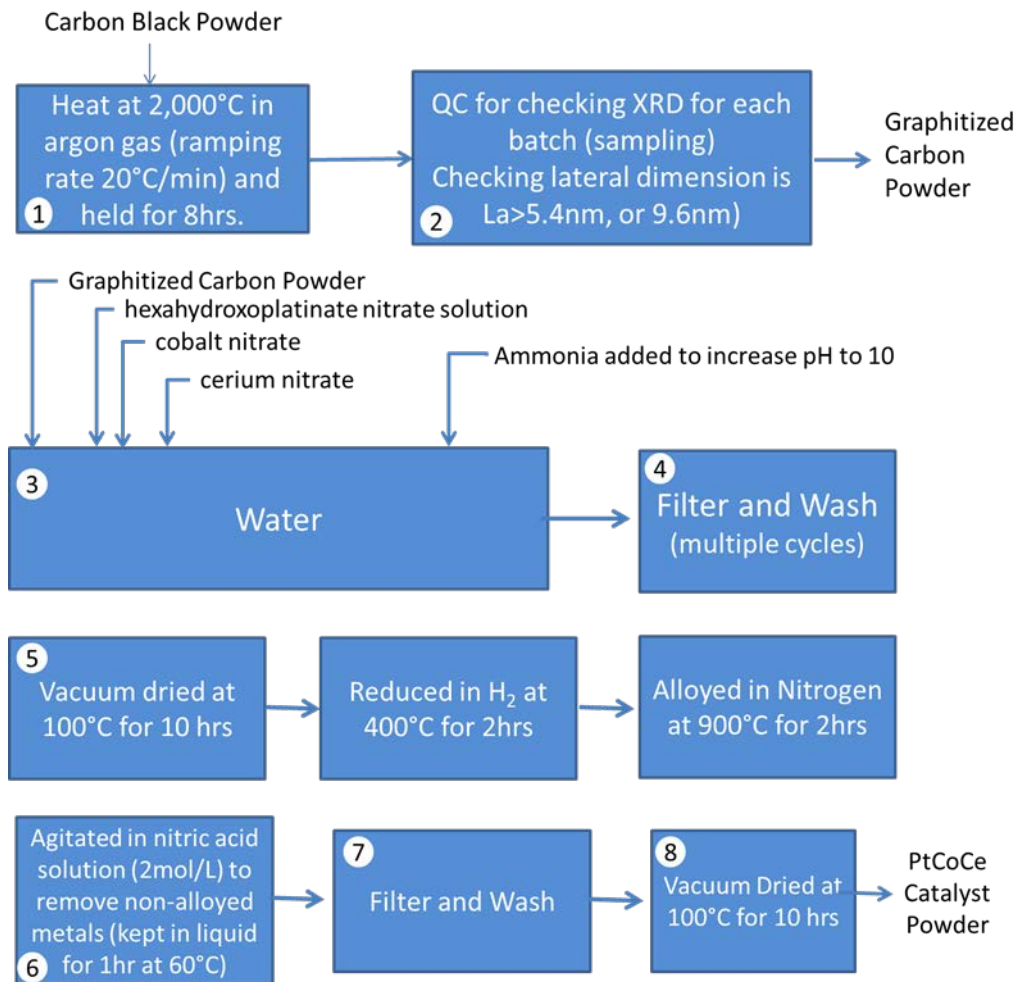 Carbon Black Powder
Heat at 2,000°C in
argon gas (ramping
rate 20°C/min) and
held for 8hrs.
1
QC for checking XRD for each
batch (sampling)
Checking lateral dimension is
La>5.4nm, or 9.6nm)
2
Graphitized
Carbon
Powder
Graphitized Carbon Powder
hexahydroxoplatinate nitrate solution
cobalt nitrate
cerium nitrate
Ammonia added to increase pH to 10
3
Water
4
Filter and Wash
(multiple cycles)
5
Vacuum dried at
100°C for 10 hrs
Reduced in H₂ at
400°C for 2hrs
Alloyed in Nitrogen
at 900°C for 2hrs
Agitated in nitric acid
solution (2mol/L) to
remove non-alloyed
metals (kept in liquid
for 1hr at 60°C)
6
7
Filter and Wash
8
Vacuum Dried at
100°C for 10 hrs
PtCoCe
Catalyst
Powder